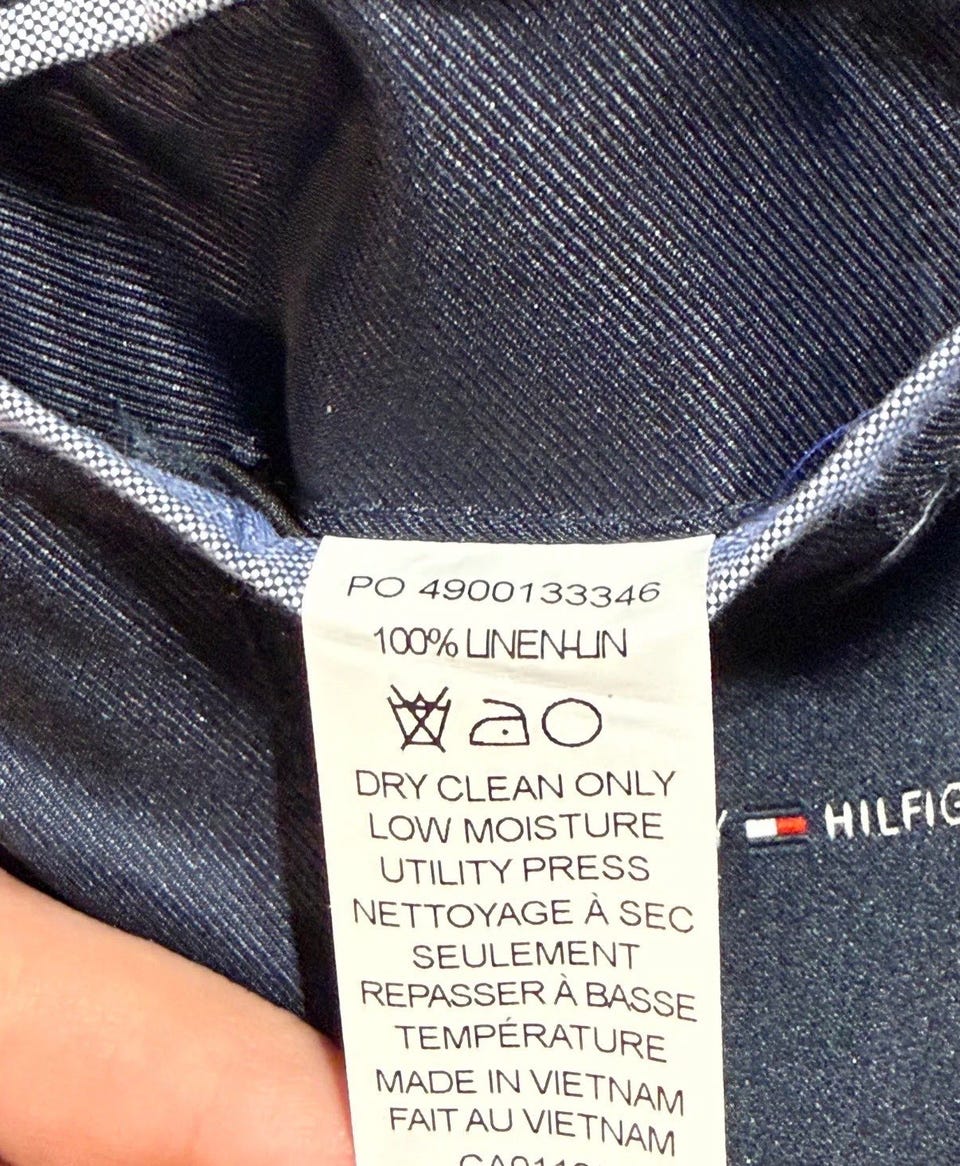 PO 4900133346
100% LINEN-LIN
DRY CLEAN ONLY
LOW MOISTURE
UTILITY PRESS
NETTOYAGE À SEC
SEULEMENT
REPASSER À BASSE
TEMPÉRATURE
MADE IN VIETNAM
FAIT AU VIETNAM
HILFIG